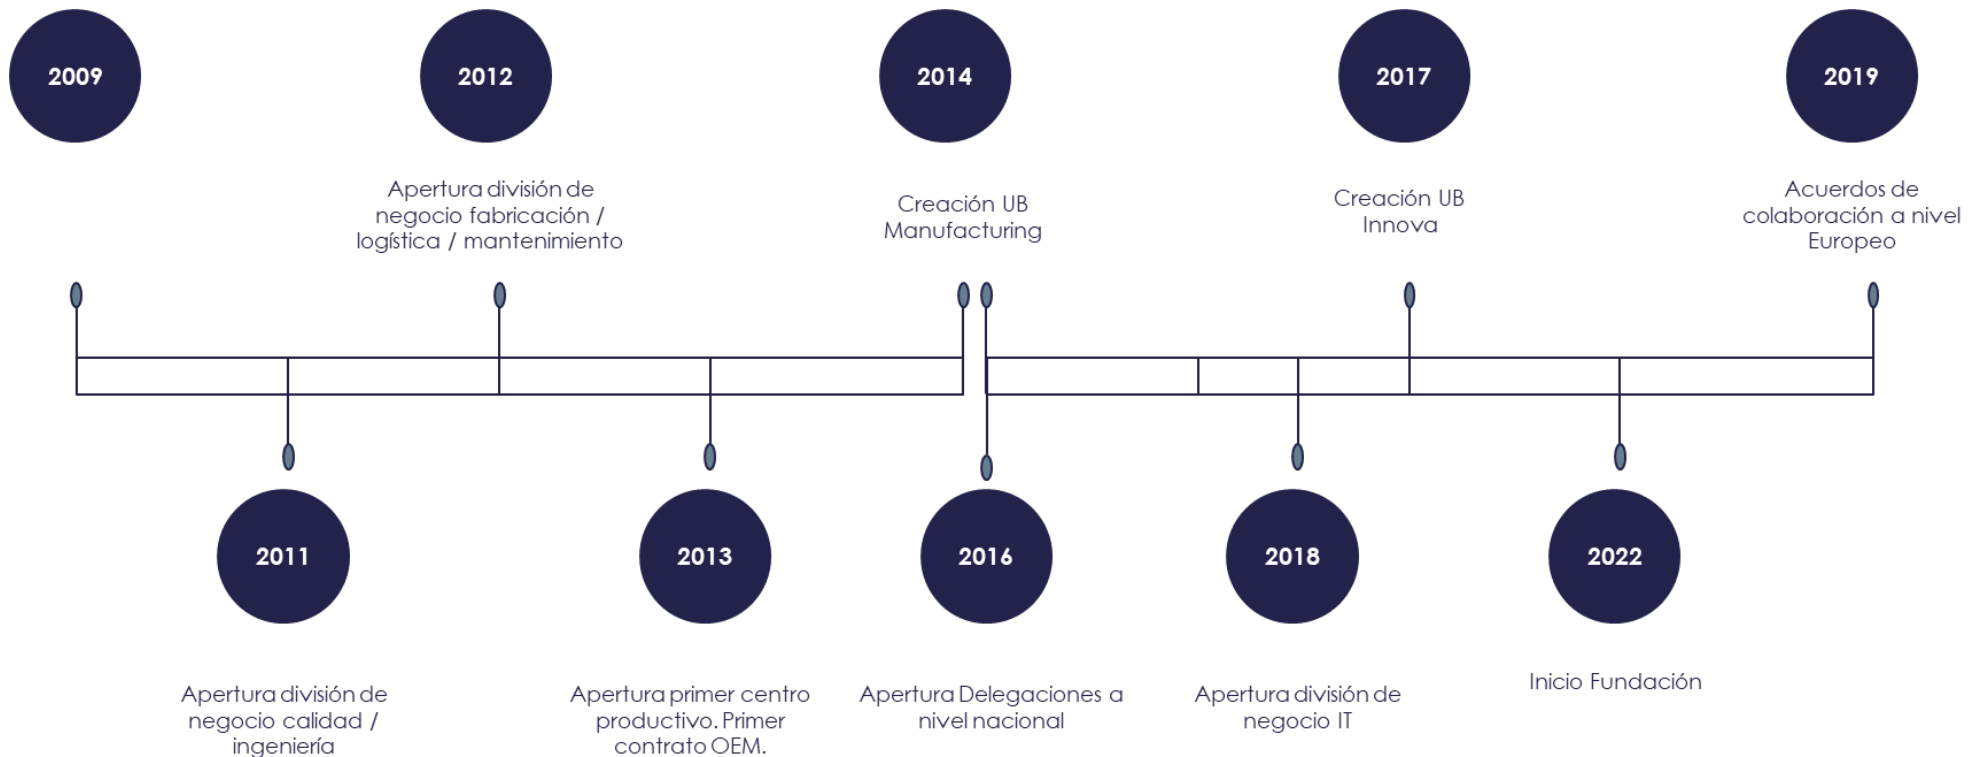 2009
2012
2014
2017
2019
Apertura división de
negocio fabricación /
logística / mantenimiento
Creación UB
Manufacturing
Creación UB
Innova
Acuerdos de
colaboración a nivel
Europeo
2011
2013
2016
2018
2022
Apertura división de
negocio calidad /
ingeniería
Apertura primer centro
productivo. Primer
contrato OEM.
Apertura Delegaciones a
nivel nacional
Apertura división de
negocio IT
Inicio Fundación